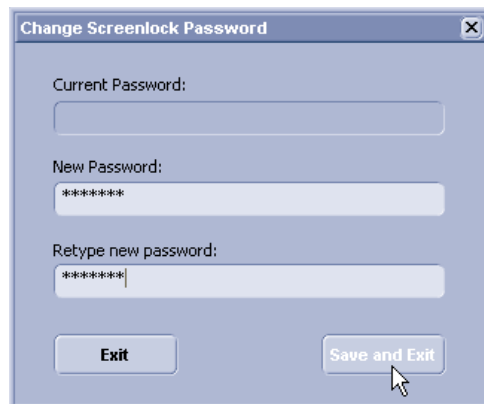 Change Screenlock Password
Current Password:
New Password:
*******
Retype new password:
*******
Exit
Save and Exit